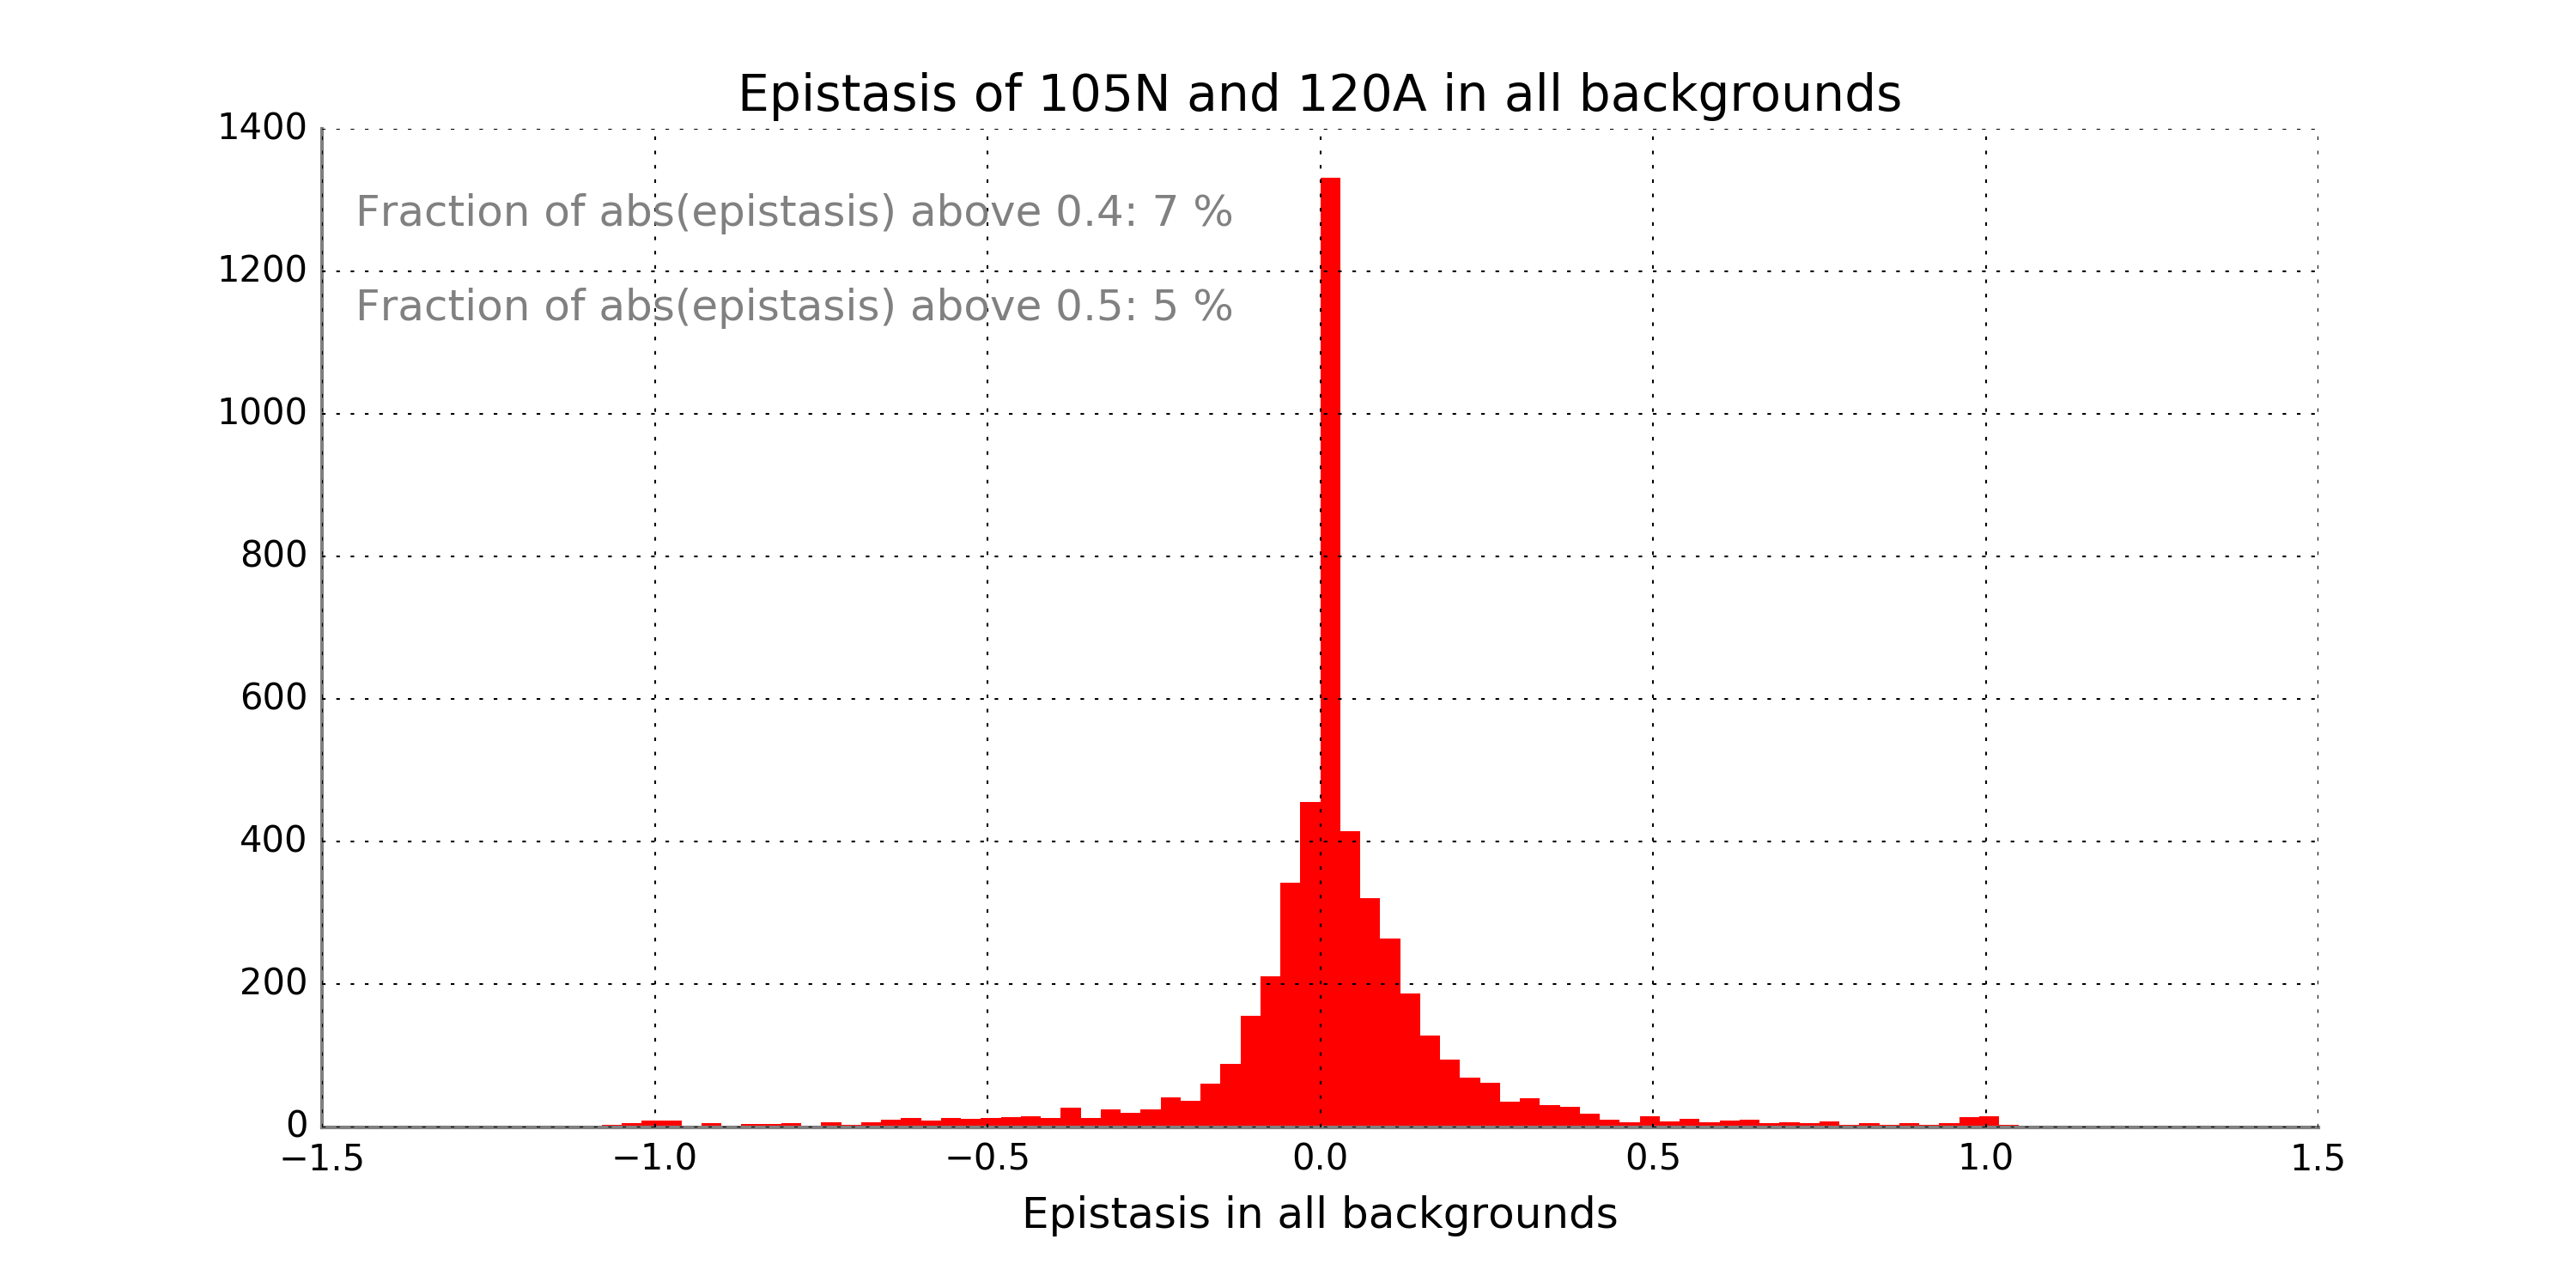 Epistasis of 105N and 120A in all backgrounds
1400
Fraction of abs(epistasis) above 0.4: 7 %
1200
Fraction of abs(epistasis) above 0.5: 5 %
1000
800
600
400
200
0
−1.5 −1.0 −0.5 0.0 0.5 1.0 1.5
Epistasis in all backgrounds